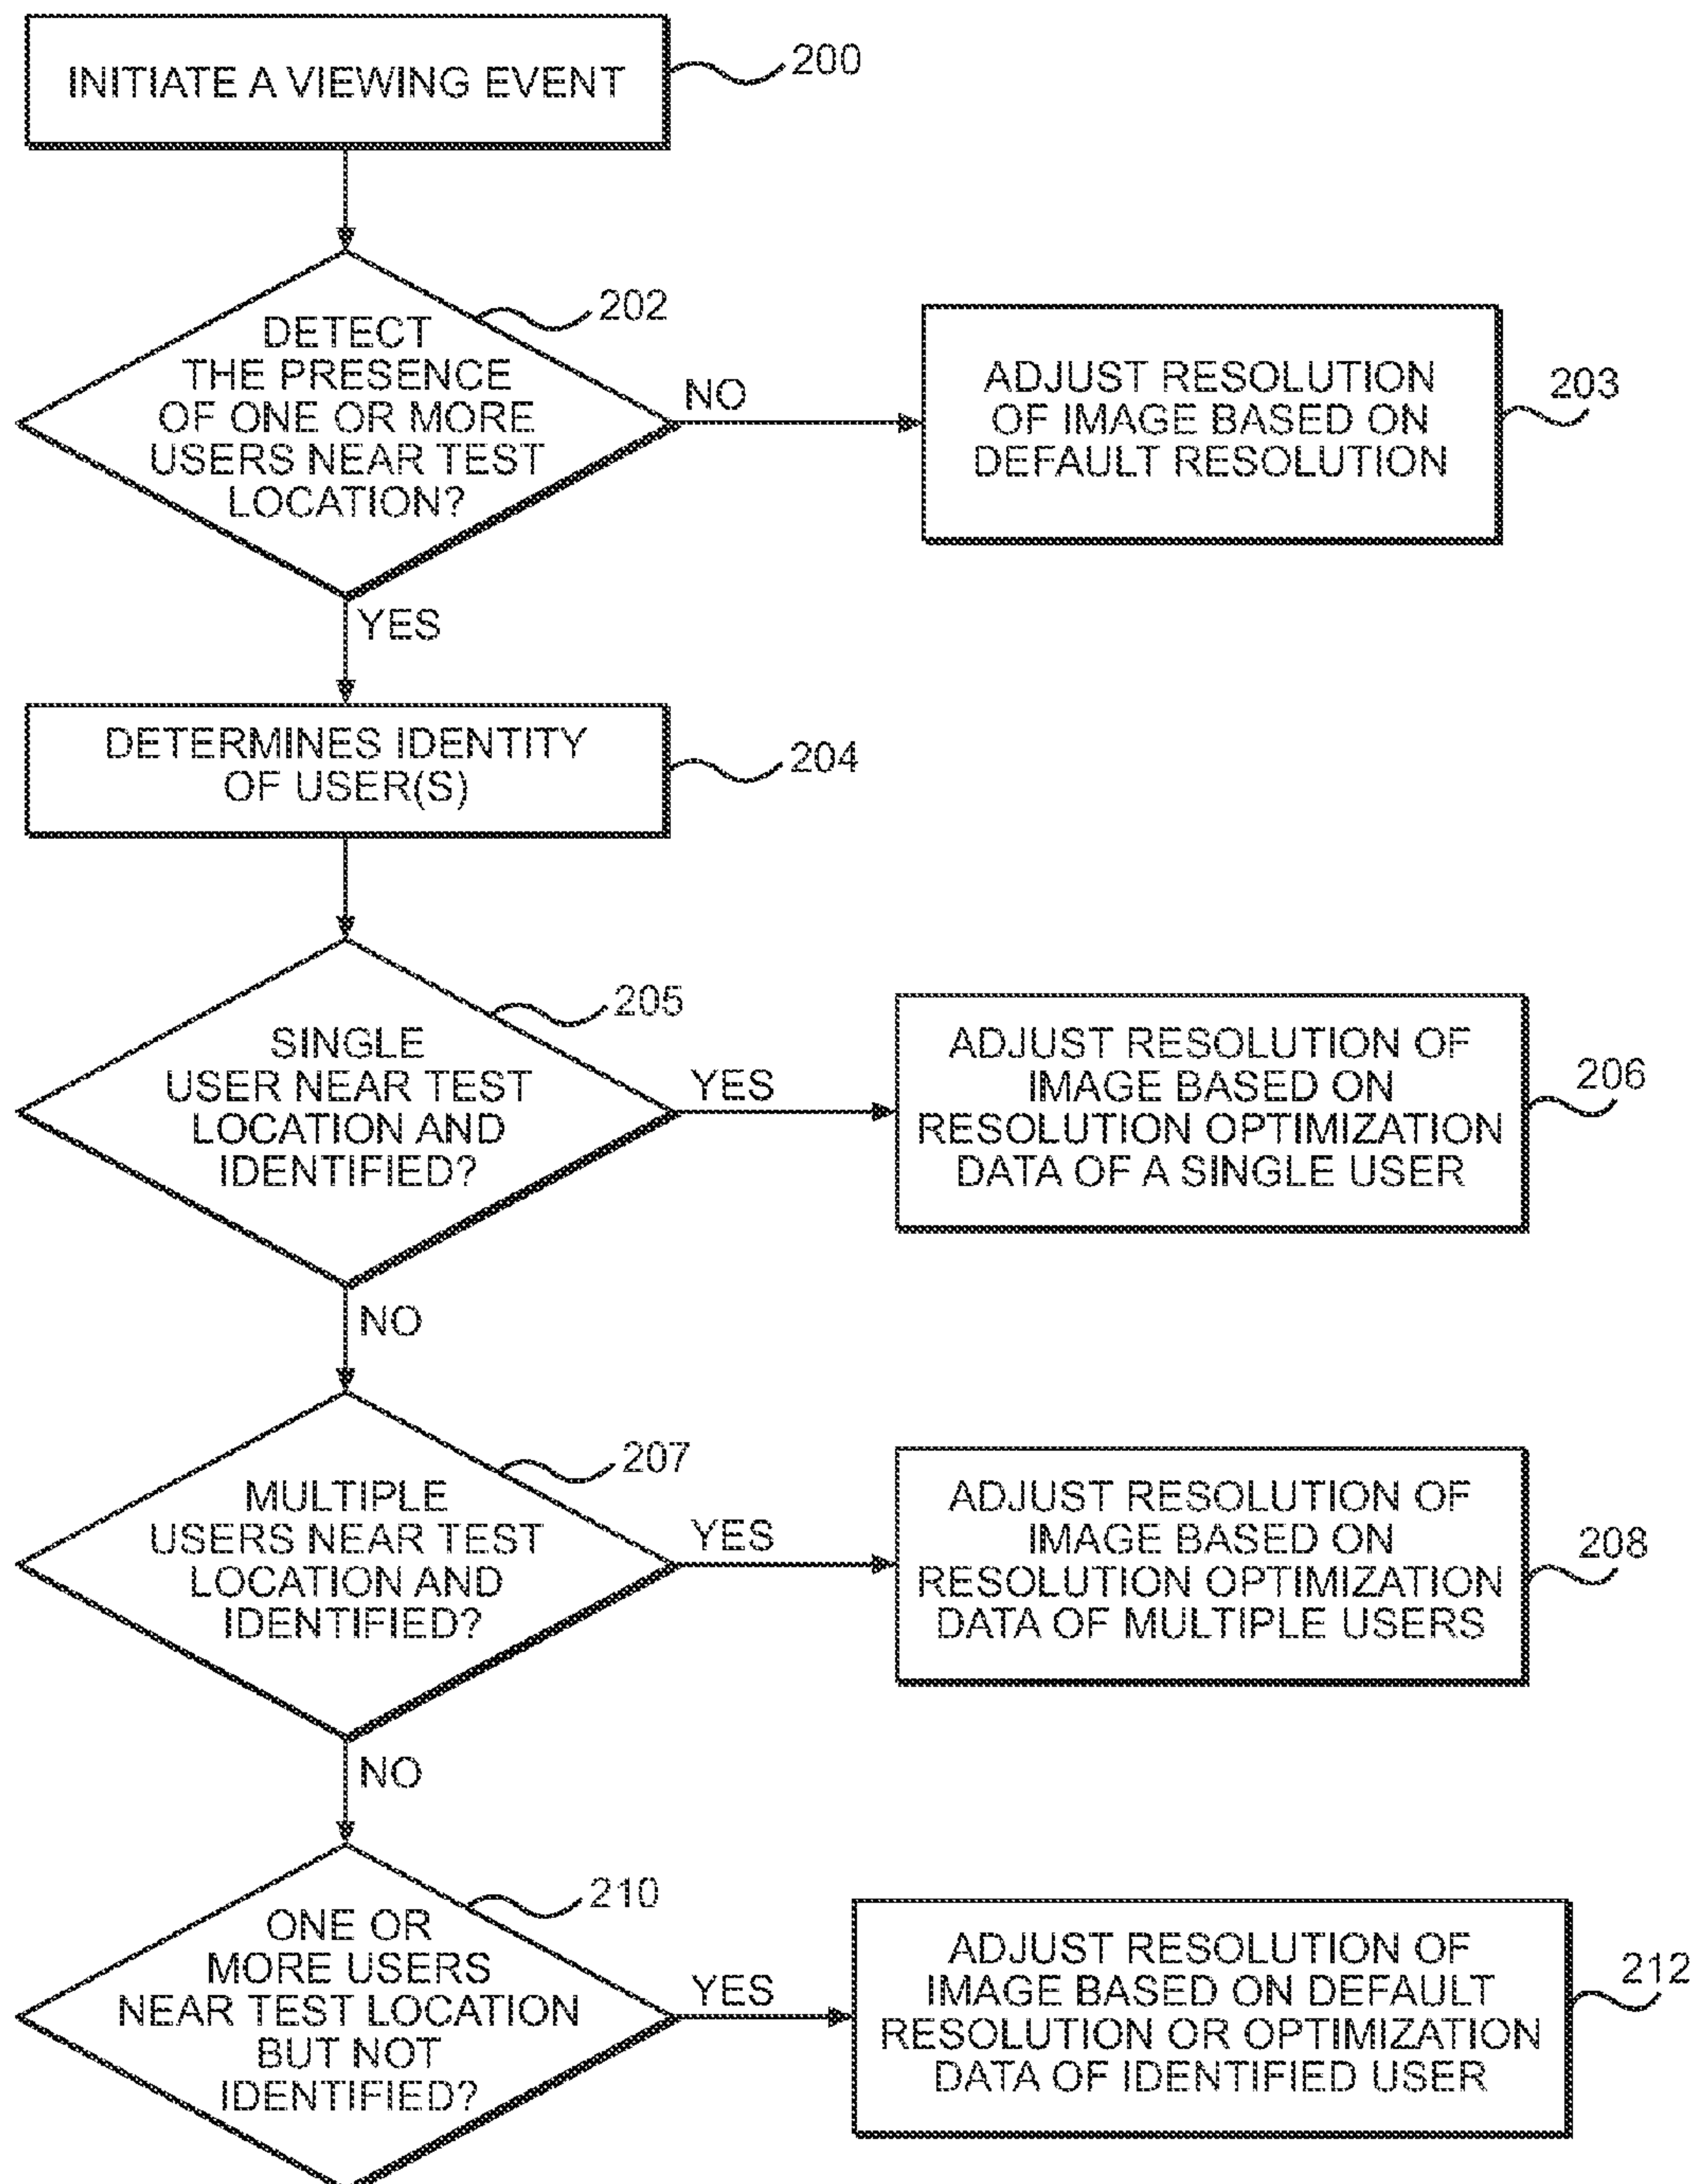 INITIATE A VIEWING EVENT
200
DETECT
THE PRESENCE
OF ONE OR MORE
USERS NEAR TEST
LOCATION?
202
NO
ADJUST RESOLUTION
OF IMAGE BASED ON
DEFAULT RESOLUTION
203
YES
DETERMINES IDENTITY
OF USER(S)
204
SINGLE
USER NEAR TEST
LOCATION AND
IDENTIFIED?
205
YES
ADJUST RESOLUTION OF
IMAGE BASED ON
RESOLUTION OPTIMIZATION
DATA OF A SINGLE USER
206
NO
MULTIPLE
USERS NEAR TEST
LOCATION AND
IDENTIFIED?
207
YES
ADJUST RESOLUTION OF
IMAGE BASED ON
RESOLUTION OPTIMIZATION
DATA OF MULTIPLE USERS
208
NO
ONE OR
MORE USERS
NEAR TEST LOCATION
BUT NOT
IDENTIFIED?
210
YES
ADJUST RESOLUTION OF
IMAGE BASED ON DEFAULT
RESOLUTION OR OPTIMIZATION
DATA OF IDENTIFIED USER
212